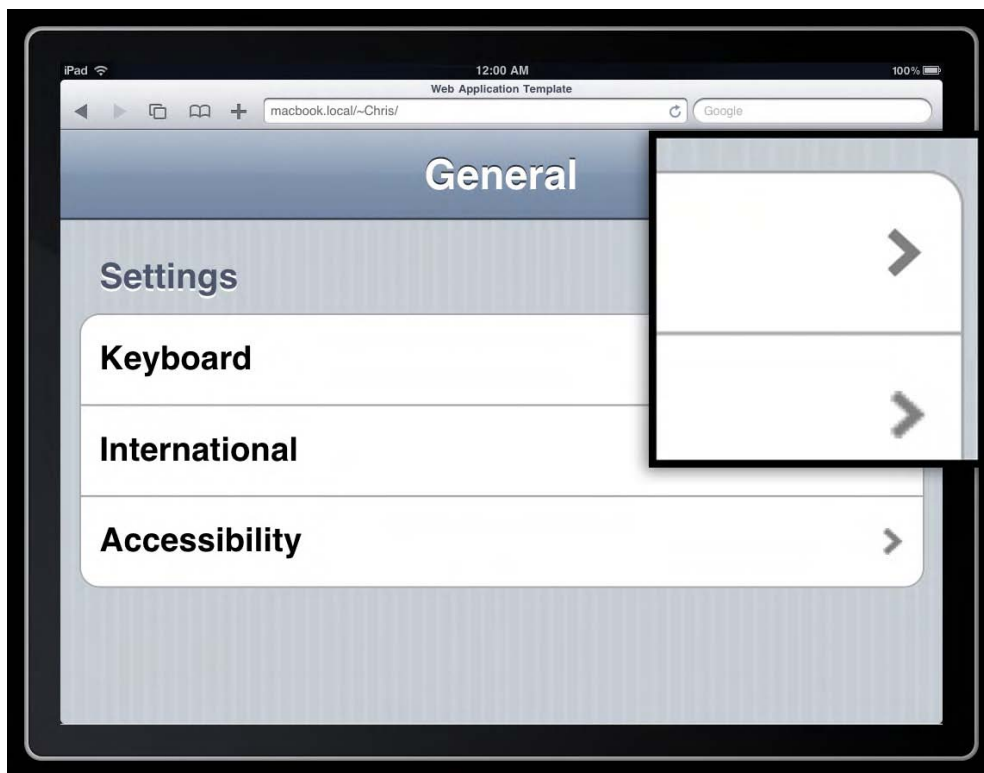 iPad 12:00 AM 100%
Web Application Template
macbook.local/~Chris/ Google
General
Settings
Keyboard
International
Accessibility